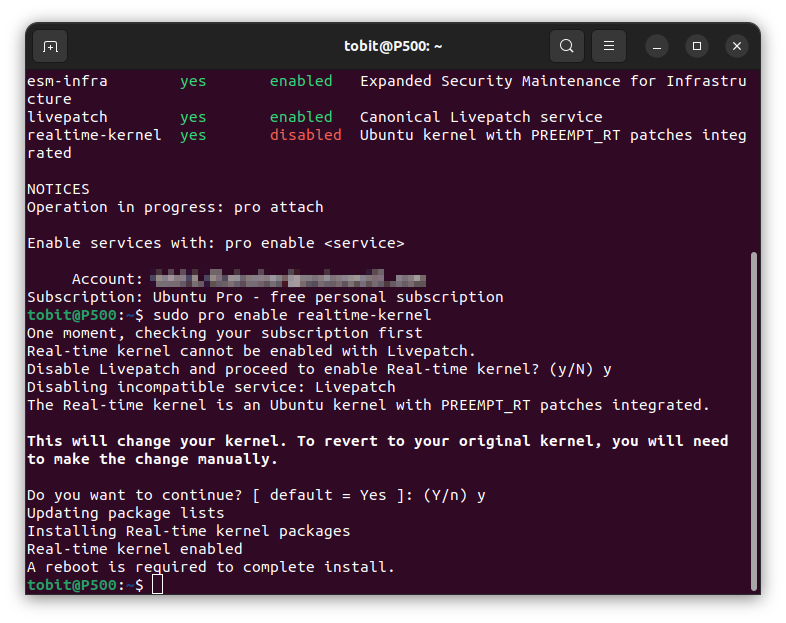 tobit@P500: ~
esm-infra        yes       enabled   Expanded Security Maintenance for Infrastru
cture
livepatch        yes       enabled   Canonical Livepatch service
realtime-kernel  yes       disabled  Ubuntu kernel with PREEMPT_RT patches integ
rated
NOTICES
Operation in progress: pro attach
Enable services with: pro enable <service>
     Account:
Subscription: Ubuntu Pro - free personal subscription
tobit@P500:~$ sudo pro enable realtime-kernel
One moment, checking your subscription first
Real-time kernel cannot be enabled with Livepatch.
Disable Livepatch and proceed to enable Real-time kernel? (y/N) y
Disabling incompatible service: Livepatch
The Real-time kernel is an Ubuntu kernel with PREEMPT_RT patches integrated.
This will change your kernel. To revert to your original kernel, you will need
to make the change manually.
Do you want to continue? [ default = Yes ]: (Y/n) y
Updating package lists
Installing Real-time kernel packages
Real-time kernel enabled
A reboot is required to complete install.
tobit@P500:~$